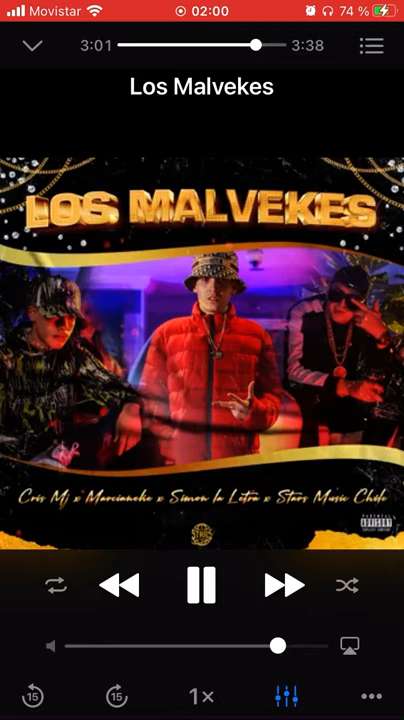 Movistar 02:00 74 %
3:01 3:38
Los Malvekes
LOS MALVEKES
Cris Mj x Marcianeke x Simon la Letra x Stars Music Chile
PARENTAL
ADVISORY
EXPLICIT CONTENT
STARS
15 15 1×